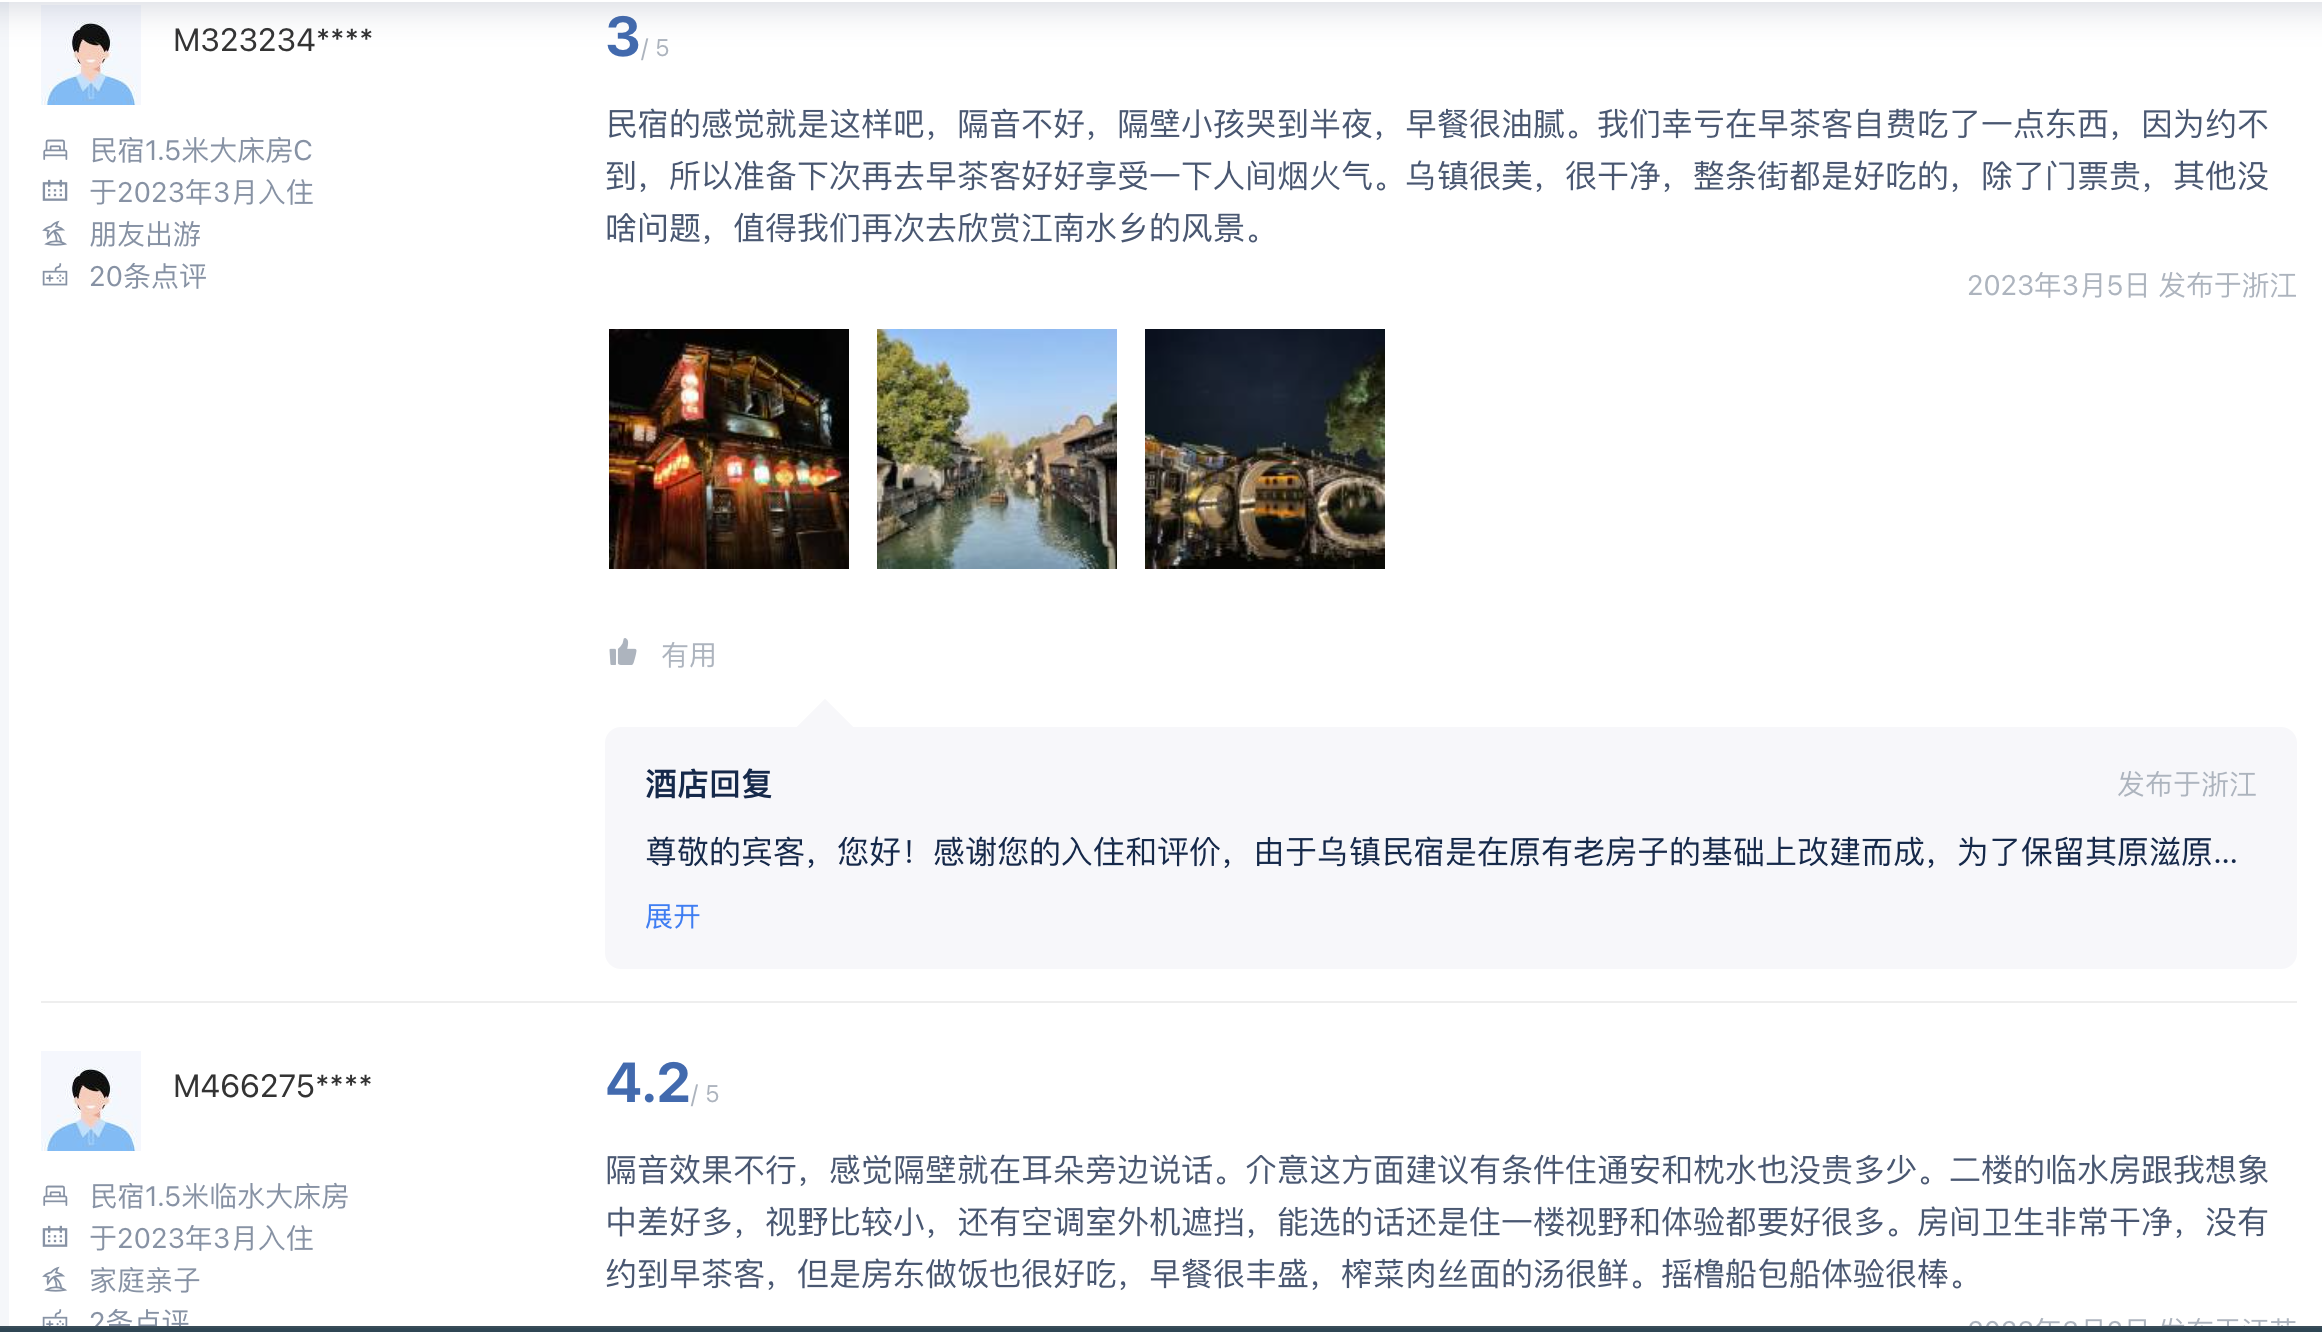 M323234****
民宿1.5米大床房C
于2023年3月入住
朋友出游
20条点评
3/ 5
民宿的感觉就是这样吧，隔音不好，隔壁小孩哭到半夜，早餐很油腻。我们幸亏在早茶客自费吃了一点东西，因为约不
到，所以准备下次再去早茶客好好享受一下人间烟火气。乌镇很美，很干净，整条街都是好吃的，除了门票贵，其他没
啥问题，值得我们再次去欣赏江南水乡的风景。
2023年3月5日 发布于浙江
有用
酒店回复
发布于浙江
尊敬的宾客，您好！感谢您的入住和评价，由于乌镇民宿是在原有老房子的基础上改建而成，为了保留其原滋原...
展开
M466275****
民宿1.5米临水大床房
于2023年3月入住
家庭亲子
2条点评
4.2/ 5
隔音效果不行，感觉隔壁就在耳朵旁边说话。介意这方面建议有条件住通安和枕水也没贵多少。二楼的临水房跟我想象
中差好多，视野比较小，还有空调室外机遮挡，能选的话还是住一楼视野和体验都要好很多。房间卫生非常干净，没有
约到早茶客，但是房东做饭也很好吃，早餐很丰盛，榨菜肉丝面的汤很鲜。摇橹船包船体验很棒。